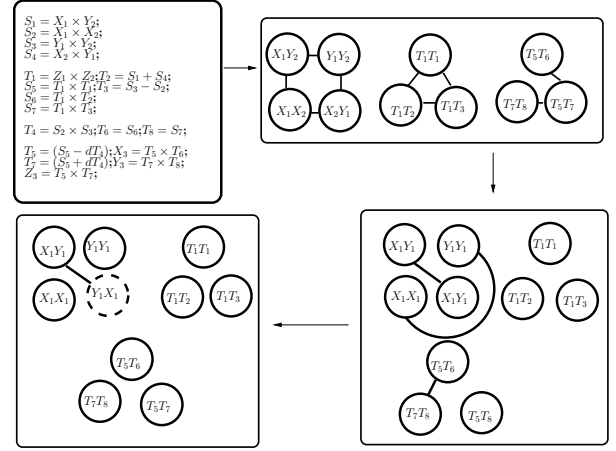 S₁ = X₁ × Y₂;
S₂ = X₁ × X₂;
S₃ = Y₁ × Y₂;
S₄ = X₂ × Y₁;
T₁ = Z₁ × Z₂; T₂ = S₁ + S₄;
S₅ = T₁ × T₁; T₃ = S₃ − S₂;
S₆ = T₁ × T₂
S₇ = T₁ × T₃;
T₄ = S₂ × S₃; T₆ = S₆; T₈ = S₇;
T₅ = (S₅ − dT₄); X₃ = T₅ × T₆;
T₇ = (S₅ + dT₄); Y₃ = T₇ × T₈;
Z₃ = T₅ × T₇;
X₁Y₂ Y₁Y₂ T₁T₁ T₅T₆
X₁X₂ X₂Y₁ T₁T₂ T₁T₃ T₇T₈ T₅T₇
X₁Y₁ Y₁Y₁ T₁T₁
X₁X₁ X₁Y₁ T₁T₂ T₁T₃
T₅T₆
T₇T₈ T₅T₈
X₁Y₁ Y₁Y₁ T₁T₁
X₁X₁ Y₁X₁ T₁T₂ T₁T₃
T₅T₆
T₇T₈ T₅T₇